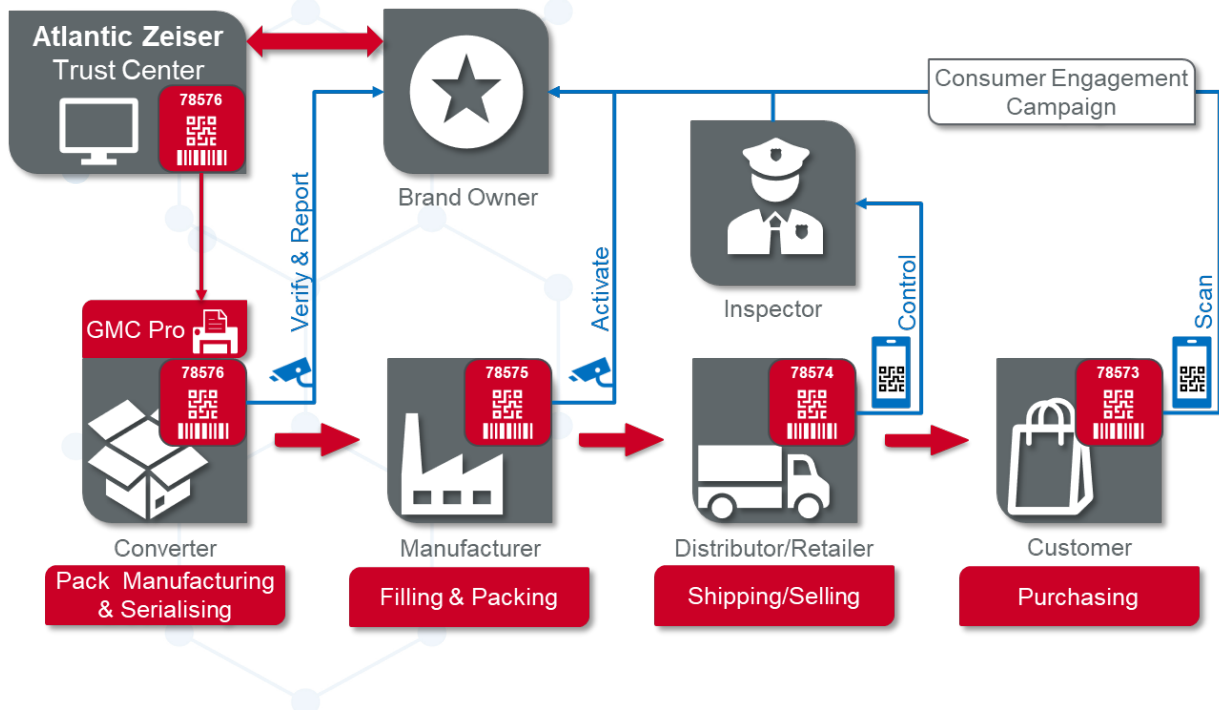 Atlantic Zeiser
Trust Center
78576
Brand Owner
Consumer Engagement
Campaign
Inspector
Verify & Report
Activate
Control
Scan
GMC Pro
78576
78575
78574
78573
Converter
Manufacturer
Distributor/Retailer
Customer
Pack Manufacturing
& Serialising
Filling & Packing
Shipping/Selling
Purchasing